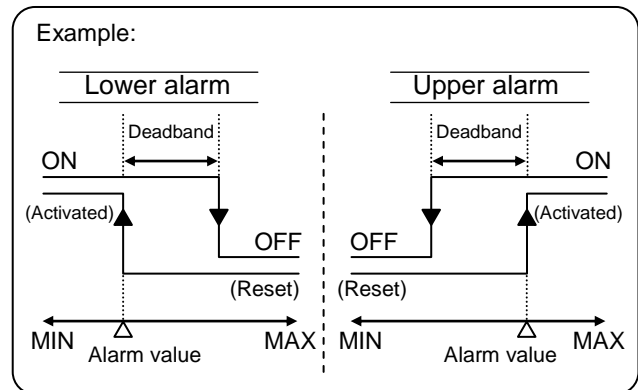 Example:
Lower alarm
Deadband
ON
(Activated)
OFF
(Reset)
MIN
MAX
Alarm value
Upper alarm
Deadband
ON
(Activated)
OFF
(Reset)
MIN
MAX
Alarm value